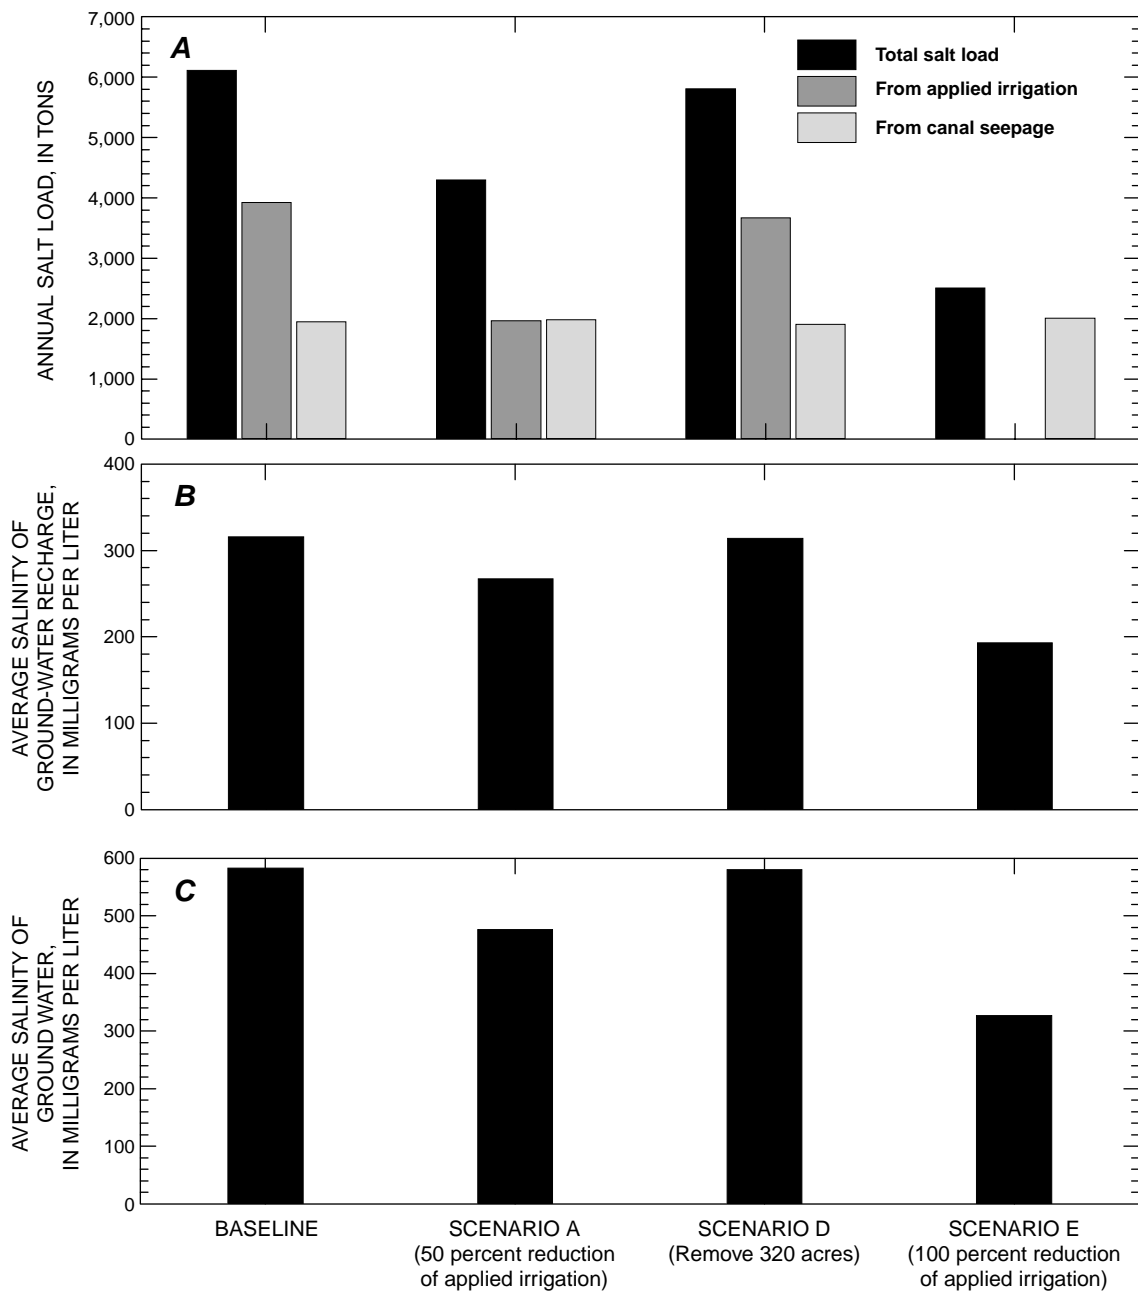 A
Total salt load
From applied irrigation
From canal seepage
ANNUAL SALT LOAD, IN TONS
7,000
6,000
5,000
4,000
3,000
2,000
1,000
0
B
AVERAGE SALINITY OF
GROUND-WATER RECHARGE,
IN MILLIGRAMS PER LITER
400
300
200
100
0
C
AVERAGE SALINITY OF
GROUND WATER,
IN MILLIGRAMS PER LITER
600
500
400
300
200
100
0
BASELINE
SCENARIO A
(50 percent reduction
of applied irrigation)
SCENARIO D
(Remove 320 acres)
SCENARIO E
(100 percent reduction
of applied irrigation)